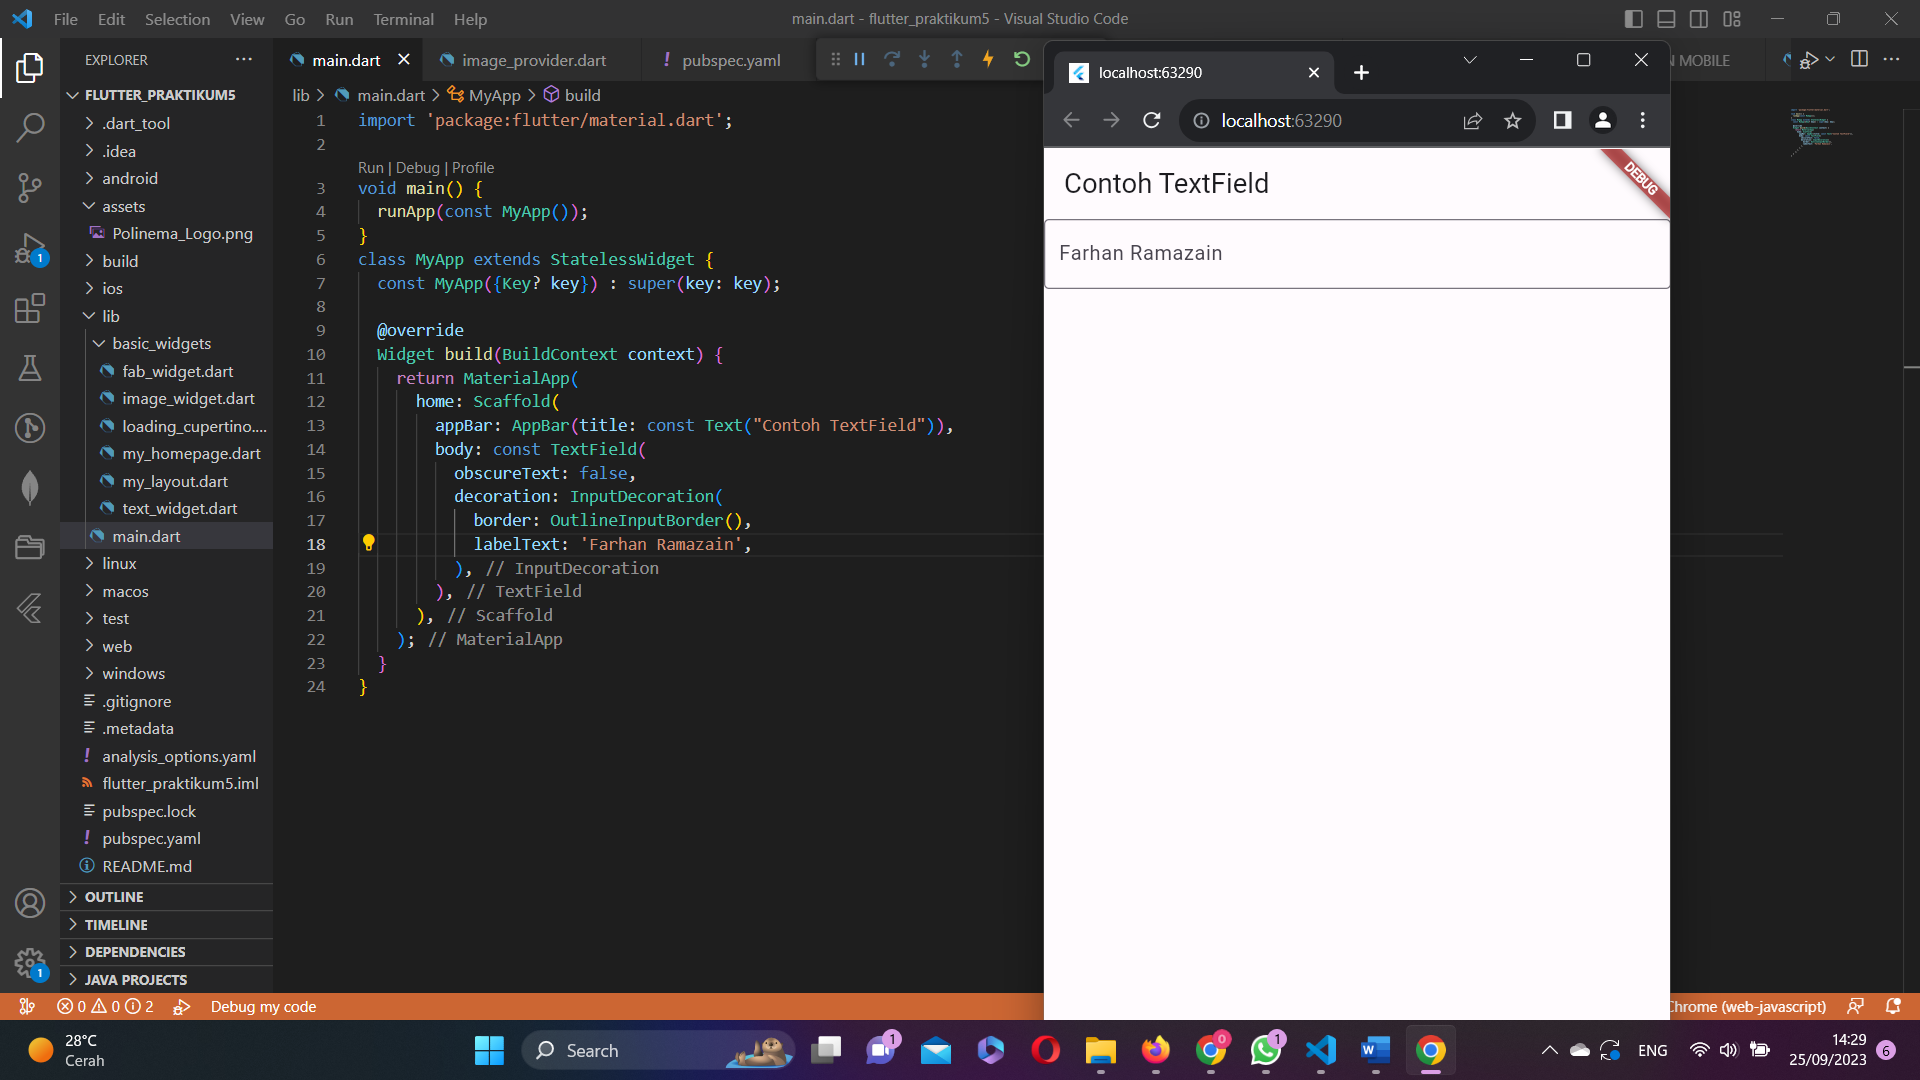 File Edit Selection View Go Run Terminal Help
main.dart - flutter_praktikum5 - Visual Studio Code
EXPLORER
FLUTTER_PRAKTIKUM5
.dart_tool
.idea
android
assets
Polinema_Logo.png
build
ios
lib
basic_widgets
fab_widget.dart
image_widget.dart
loading_cupertino....
my_homepage.dart
my_layout.dart
text_widget.dart
main.dart
linux
macos
test
web
windows
.gitignore
.metadata
analysis_options.yaml
flutter_praktikum5.iml
pubspec.lock
pubspec.yaml
README.md
OUTLINE
TIMELINE
DEPENDENCIES
JAVA PROJECTS
1
1
main.dart image_provider.dart ! pubspec.yaml
N MOBILE
lib > main.dart > MyApp > build
1 import 'package:flutter/material.dart';
2
Run | Debug | Profile
3 void main() {
4 runApp(const MyApp());
5 }
6 class MyApp extends StatelessWidget {
7 const MyApp({Key? key}) : super(key: key);
8
9 @override
10 Widget build(BuildContext context) {
11 return MaterialApp(
12 home: Scaffold(
13 appBar: AppBar(title: const Text("Contoh TextField")),
14 body: const TextField(
15 obscureText: false,
16 decoration: InputDecoration(
17 border: OutlineInputBorder(),
18 labelText: 'Farhan Ramazain',
19 ), // InputDecoration
20 ), // TextField
21 ), // Scaffold
22 ); // MaterialApp
23 }
24 }
localhost:63290
localhost:63290
Contoh TextField
DEBUG
Farhan Ramazain
0 0 2 Debug my code
Chrome (web-javascript)
28°C
Cerah
Search
1
0
1
ENG
14:29
25/09/2023
6